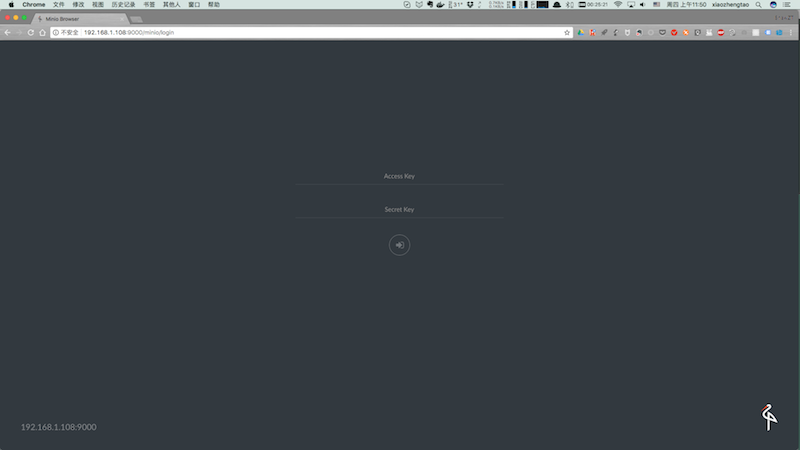 Chrome 文件 修改 视图 历史记录 书签 其他人 窗口 帮助 31° 00:25:21 周四 上午11:50 xiaozhengtao
Minio Browser
不安全 192.168.1.108:9000/minio/login
Access Key
Secret Key
192.168.1.108:9000